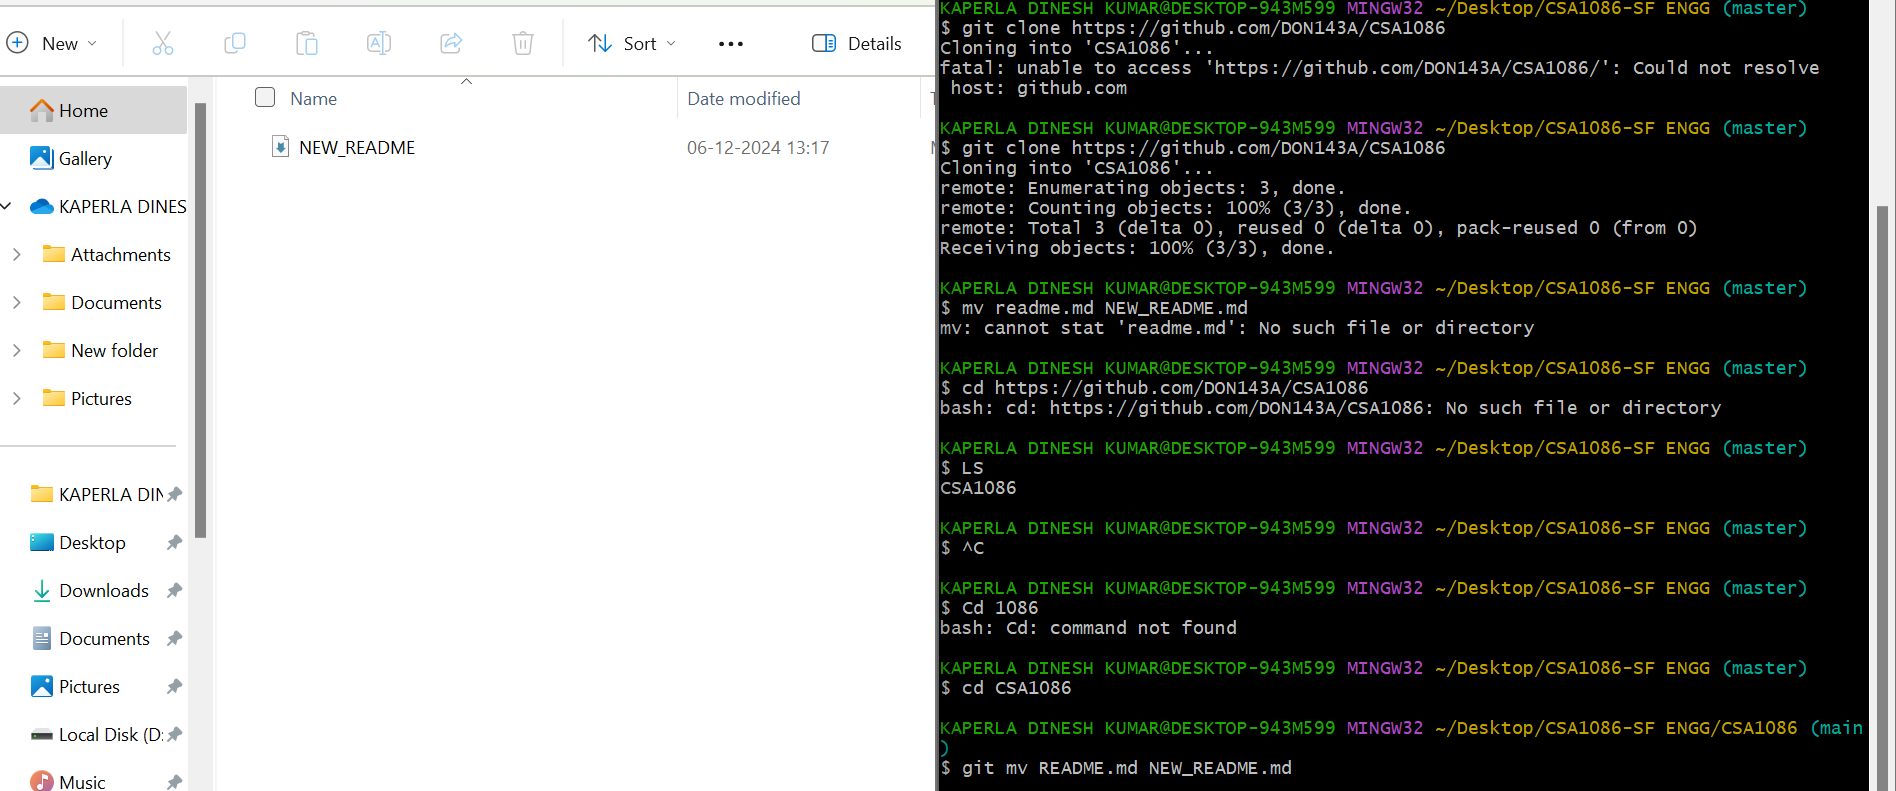 New
Sort
Details
Home
Gallery
KAPERLA DINES
Attachments
Documents
New folder
Pictures
KAPERLA DIN
Desktop
Downloads
Documents
Pictures
Local Disk (D:
Music
Name
Date modified
NEW_README
06-12-2024 13:17
KAPERLA DINESH KUMAR@DESKTOP-943M599 MINGW32 ~/Desktop/CSA1086-SF ENGG (master)
$ git clone https://github.com/DON143A/CSA1086
Cloning into 'CSA1086'...
fatal: unable to access 'https://github.com/DON143A/CSA1086/': Could not resolve
host: github.com
KAPERLA DINESH KUMAR@DESKTOP-943M599 MINGW32 ~/Desktop/CSA1086-SF ENGG (master)
$ git clone https://github.com/DON143A/CSA1086
Cloning into 'CSA1086'...
remote: Enumerating objects: 3, done.
remote: Counting objects: 100% (3/3), done.
remote: Total 3 (delta 0), reused 0 (delta 0), pack-reused 0 (from 0)
Receiving objects: 100% (3/3), done.
KAPERLA DINESH KUMAR@DESKTOP-943M599 MINGW32 ~/Desktop/CSA1086-SF ENGG (master)
$ mv readme.md NEW_README.md
mv: cannot stat 'readme.md': No such file or directory
KAPERLA DINESH KUMAR@DESKTOP-943M599 MINGW32 ~/Desktop/CSA1086-SF ENGG (master)
$ cd https://github.com/DON143A/CSA1086
bash: cd: https://github.com/DON143A/CSA1086: No such file or directory
KAPERLA DINESH KUMAR@DESKTOP-943M599 MINGW32 ~/Desktop/CSA1086-SF ENGG (master)
$ LS
CSA1086
KAPERLA DINESH KUMAR@DESKTOP-943M599 MINGW32 ~/Desktop/CSA1086-SF ENGG (master)
$ ^C
KAPERLA DINESH KUMAR@DESKTOP-943M599 MINGW32 ~/Desktop/CSA1086-SF ENGG (master)
$ Cd 1086
bash: Cd: command not found
KAPERLA DINESH KUMAR@DESKTOP-943M599 MINGW32 ~/Desktop/CSA1086-SF ENGG (master)
$ cd CSA1086
KAPERLA DINESH KUMAR@DESKTOP-943M599 MINGW32 ~/Desktop/CSA1086-SF ENGG/CSA1086 (main
)
$ git mv README.md NEW_README.md